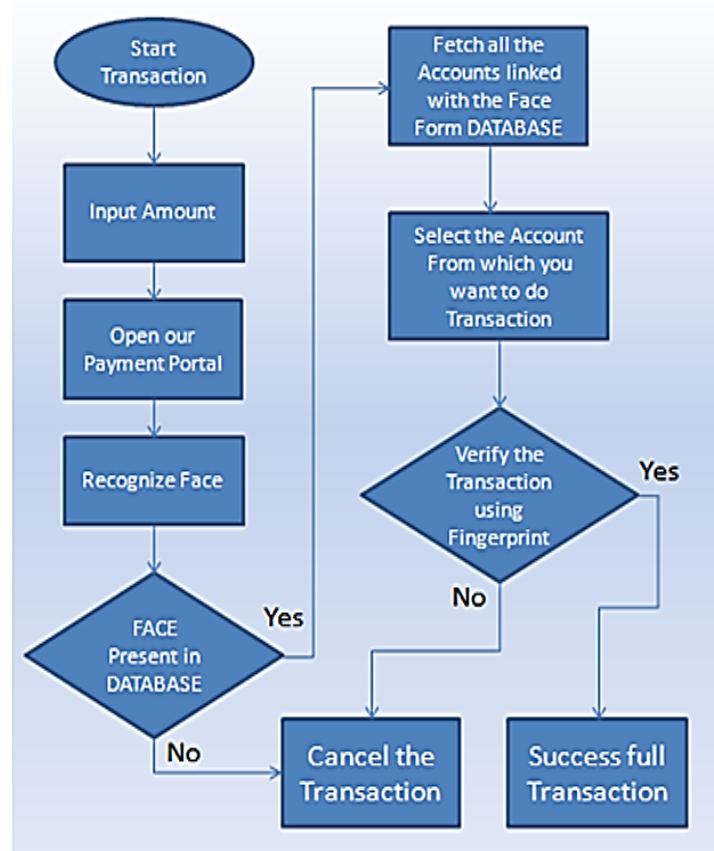 Start
Transaction
Input Amount
Open our
Payment Portal
Recognize Face
FACE
Present in
DATABASE
Yes
No
Fetch all the
Accounts linked
with the Face
Form DATABASE
Select the Account
From which you
want to do
Transaction
Verify the
Transaction
using
Fingerprint
Yes
No
Cancel the
Transaction
Success full
Transaction